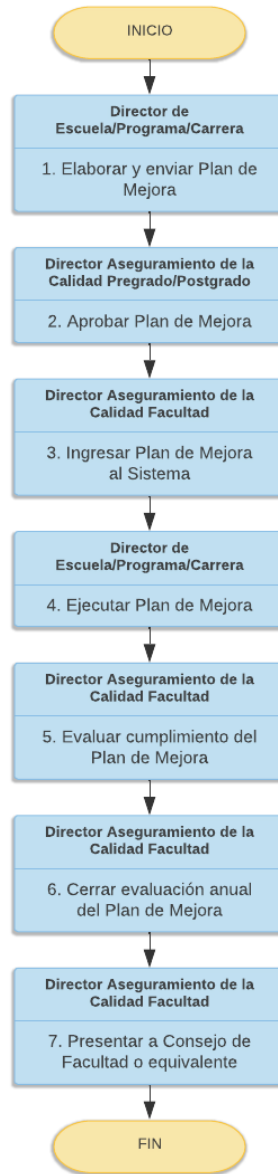 INICIO
Director de
Escuela/Programa/Carrera
1. Elaborar y enviar Plan de
Mejora
Director Aseguramiento de la
Calidad Pregrado/Postgrado
2. Aprobar Plan de Mejora
Director Aseguramiento de la
Calidad Facultad
3. Ingresar Plan de Mejora
al Sistema
Director de
Escuela/Programa/Carrera
4. Ejecutar Plan de Mejora
Director Aseguramiento de la
Calidad Facultad
5. Evaluar cumplimiento del
Plan de Mejora
Director Aseguramiento de la
Calidad Facultad
6. Cerrar evaluación anual
del Plan de Mejora
Director Aseguramiento de la
Calidad Facultad
7. Presentar a Consejo de
Facultad o equivalente
FIN